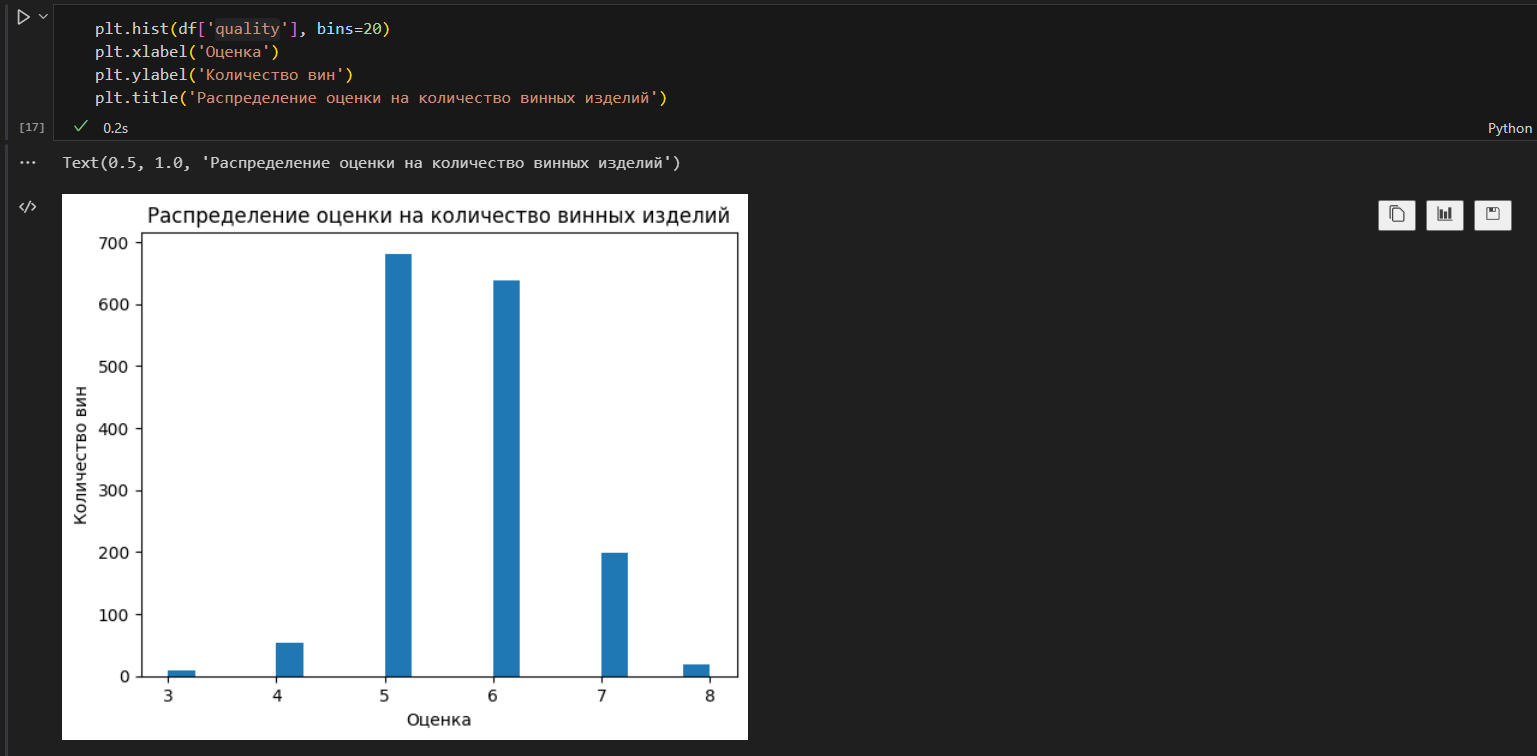 plt.hist(df['quality'], bins=20)
plt.xlabel('Оценка')
plt.ylabel('Количество вин')
plt.title('Распределение оценки на количество винных изделий')
[17]
0.2s
Python
Text(0.5, 1.0, 'Распределение оценки на количество винных изделий')
Распределение оценки на количество винных изделий
700
600
500
400
300
200
100
0
Количество вин
3 4 5 6 7 8
Оценка